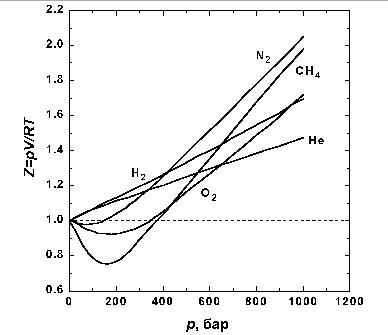 2.2
2.0
1.8
1.6
1.4
1.2
1.0
0.8
0.6
Z=pV/RT
N₂
CH₄
H₂
He
O₂
0 200 400 600 800 1000
p, бар